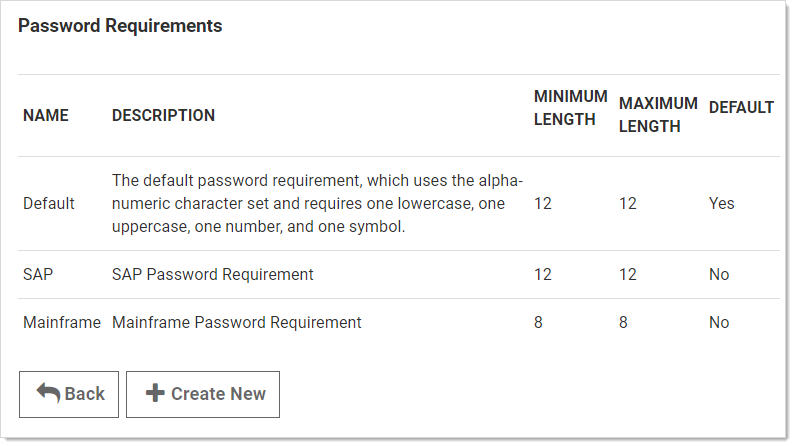 Password Requirements
NAME DESCRIPTION MINIMUM LENGTH MAXIMUM LENGTH DEFAULT
Default The default password requirement, which uses the alpha-
numeric character set and requires one lowercase, one
uppercase, one number, and one symbol. 12 12 Yes
SAP SAP Password Requirement 12 12 No
Mainframe Mainframe Password Requirement 8 8 No
Back Create New